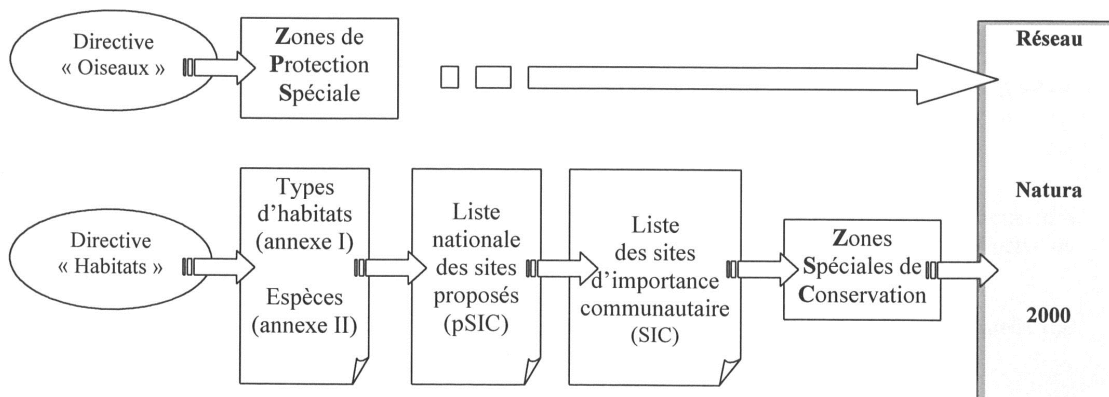 Directive
« Oiseaux »
Zones de
Protection
Spéciale
Réseau
Directive
« Habitats »
Types
d'habitats
(annexe I)
Espèces
(annexe II)
Liste
nationale
des sites
proposés
(pSIC)
Liste
des sites
d'importance
communautaire
(SIC)
Zones
Spéciales de
Conservation
Natura
2000